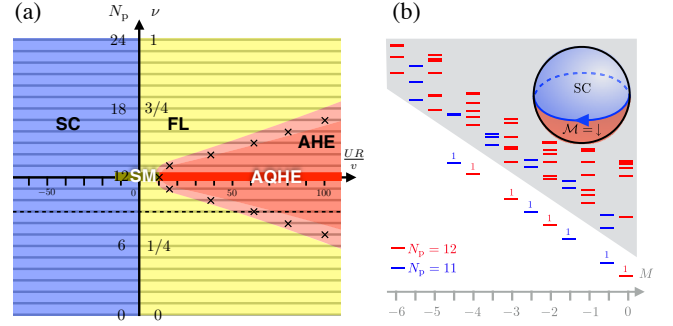 (a)
N_p ν
24 1
18 3/4
SC FL
AHE
UR/v
12 SM AQHE
−50 0 50 100
6 1/4
0 0
(b)
SC
M = ↓
1 1
1
1
1
1
1
1
N_p = 12
N_p = 11
M
−6 −5 −4 −3 −2 −1 0